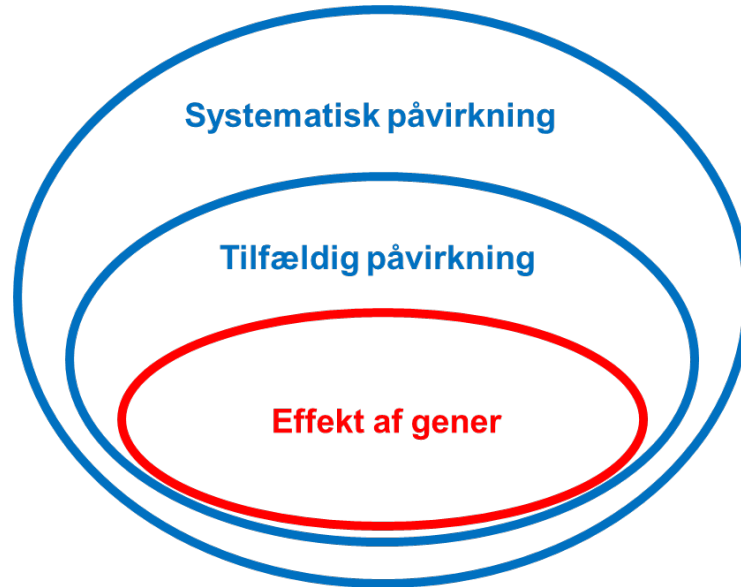 Systematisk påvirkning
Tilfældig påvirkning
Effekt af gener